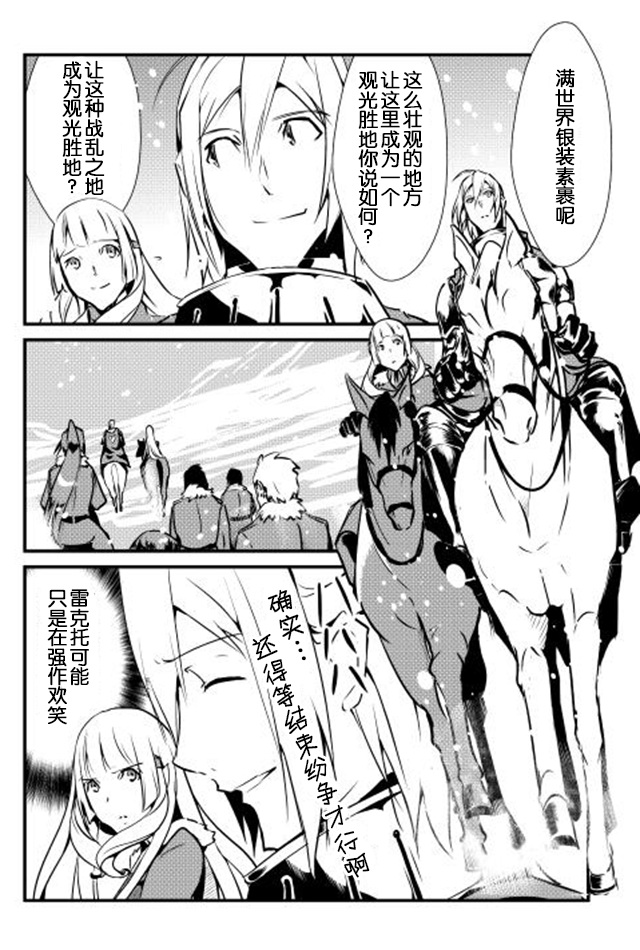 满世界银装素裹呢
这么壮观的地方
让这里成为一个
观光胜地你说如何？
让这种战乱之地
成为观光胜地？
确实…
还得等结束纷争才行啊
雷克托可能
只是在强作欢笑